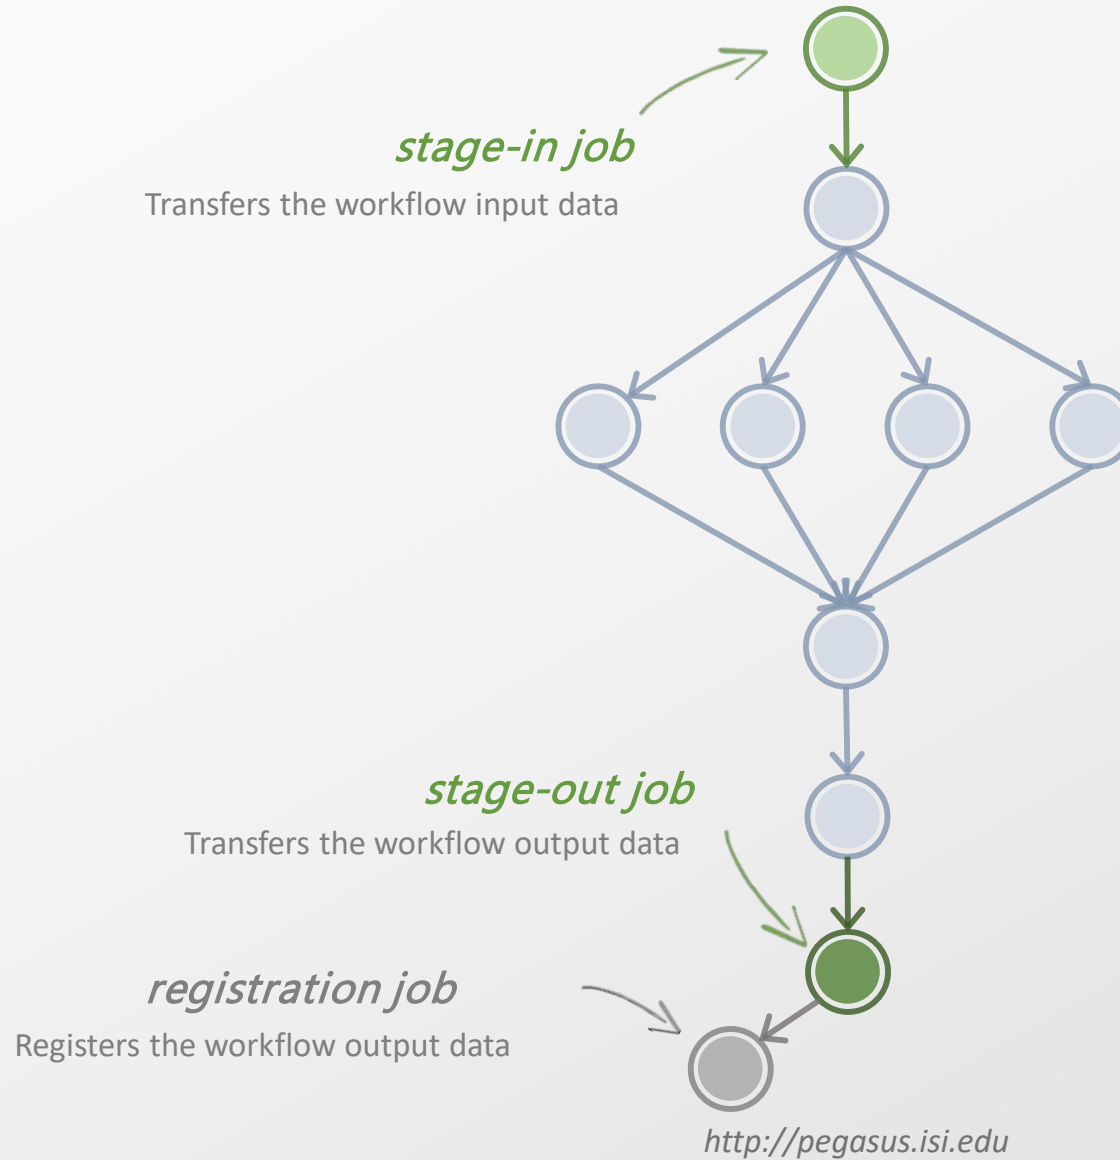 stage-in job
Transfers the workflow input data
stage-out job
Transfers the workflow output data
registration job
Registers the workflow output data
http://pegasus.isi.edu